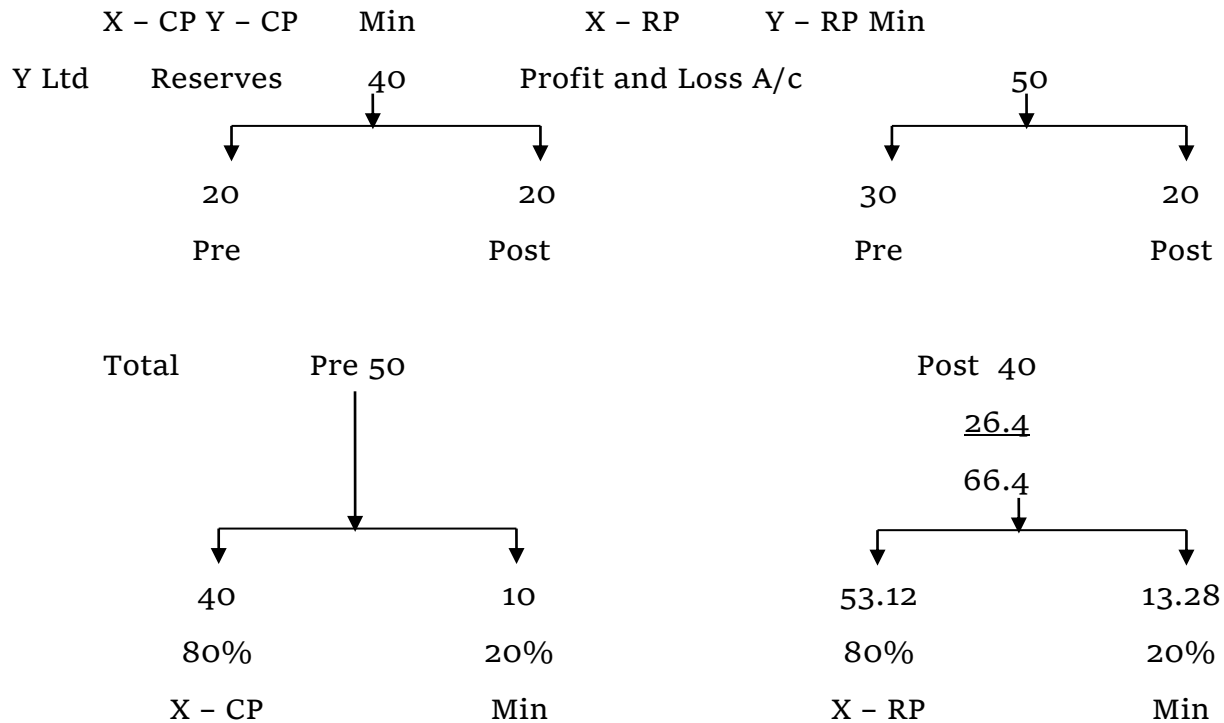 X – CP Y – CP Min X – RP Y – RP Min
Y Ltd Reserves 40 Profit and Loss A/c 50
20 20 30 20
Pre Post Pre Post
Total Pre 50 Post 40
26.4
66.4
40 10 53.12 13.28
80% 20% 80% 20%
X – CP Min X – RP Min